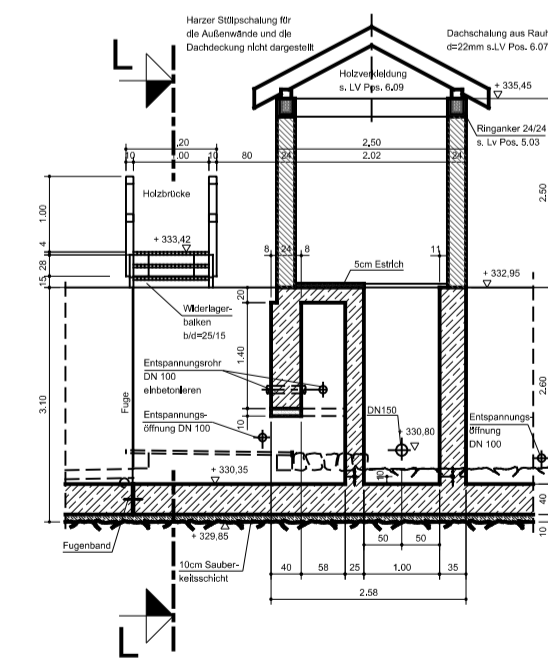 Harzer Stülpschalung für
die Außenwände und die
Dachdeckung nicht dargestellt
Dachschalung aus Rauh
d=22mm s.LV Pos. 6.07
L
Holzverkleidung
s. LV Pos. 6.09
+ 335,45
Ringanker 24/24
s. Lv Pos. 5.03
.20
2.50
10
.00
10
80
24
2.02
24
Holzbrücke
1.00
2.50
+ 333,42
4
28
15
8
24
8
11
5cm Estrich
+ 332,95
Widerlager-
balken
b/d=25/15
20
1.40
Entspannungsrohr
DN 100
einbetonieren
2.60
3.10
Fuge
Entspannungs-
öffnung DN 100
10
DN150
+ 330,80
Entspannungs-
öffnung
DN 100
+ 330,35
10
40
Fugenband
+ 329,85
10
10cm Sauber-
keitsschicht
50
50
40
58
25
1.00
35
2.58
L